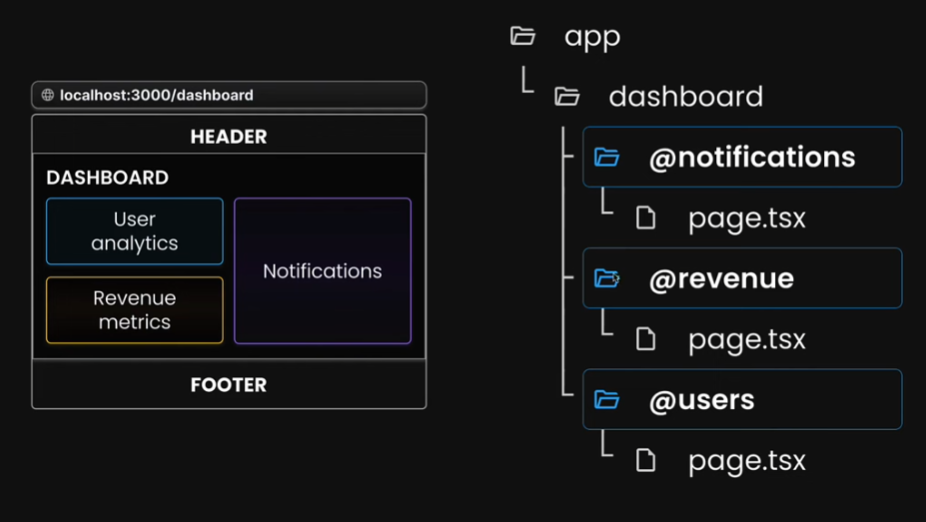 localhost:3000/dashboard
HEADER
DASHBOARD
User
analytics
Revenue
metrics
Notifications
FOOTER
app
dashboard
@notifications
page.tsx
@revenue
page.tsx
@users
page.tsx